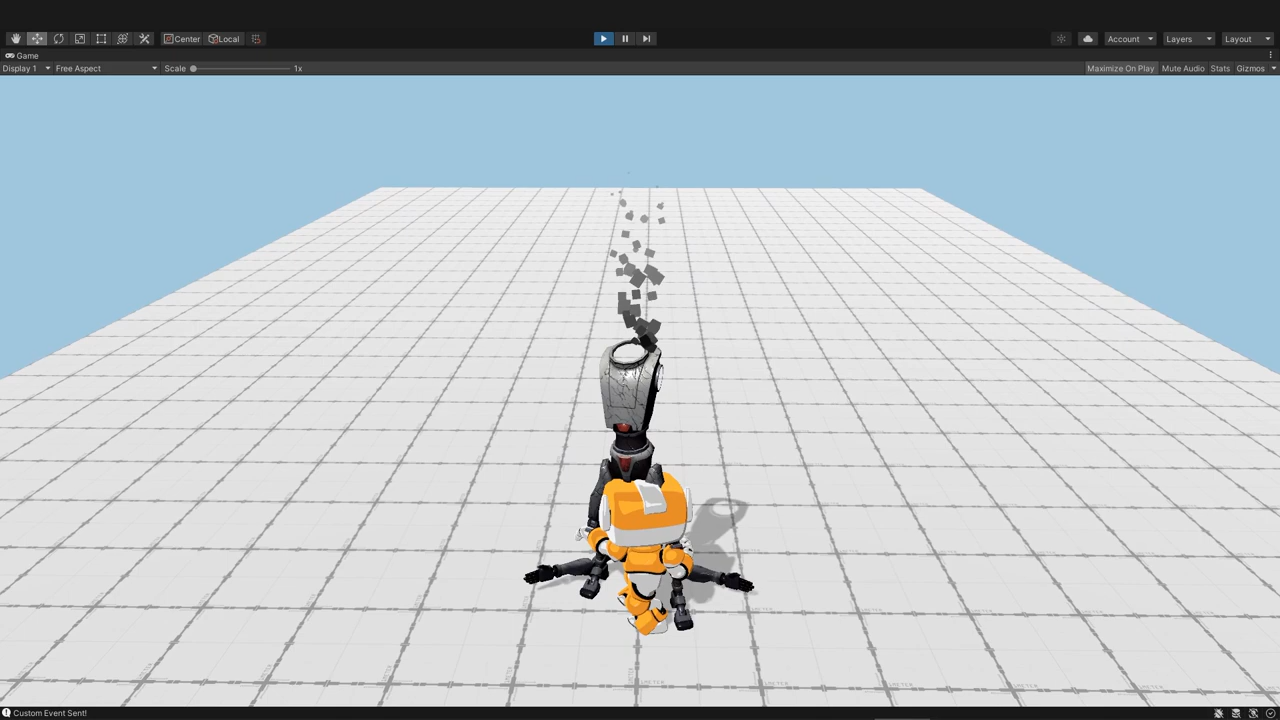 Center Local Account Layers Layout
Game
Display 1 Free Aspect Scale 1x Maximize On Play Mute Audio Stats Gizmos
Custom Event Sent!